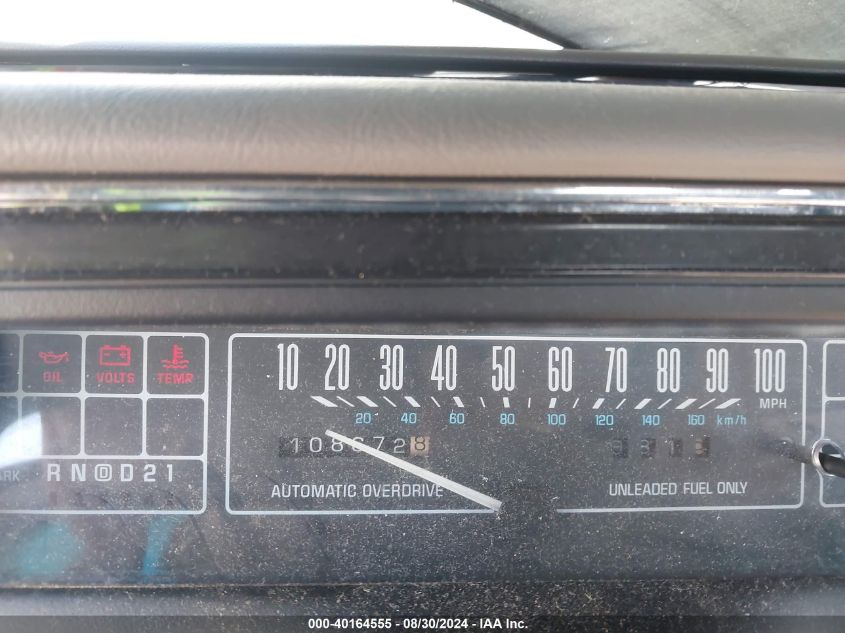 10 20 30 40 50 60 70 80 90 100
MPH
20 40 60 80 100 120 140 160 km/h
OIL VOLTS TEMP
R N D D 2 1
AUTOMATIC OVERDRIVE
UNLEADED FUEL ONLY
000-40164555 - 08/30/2024 - IAA Inc.